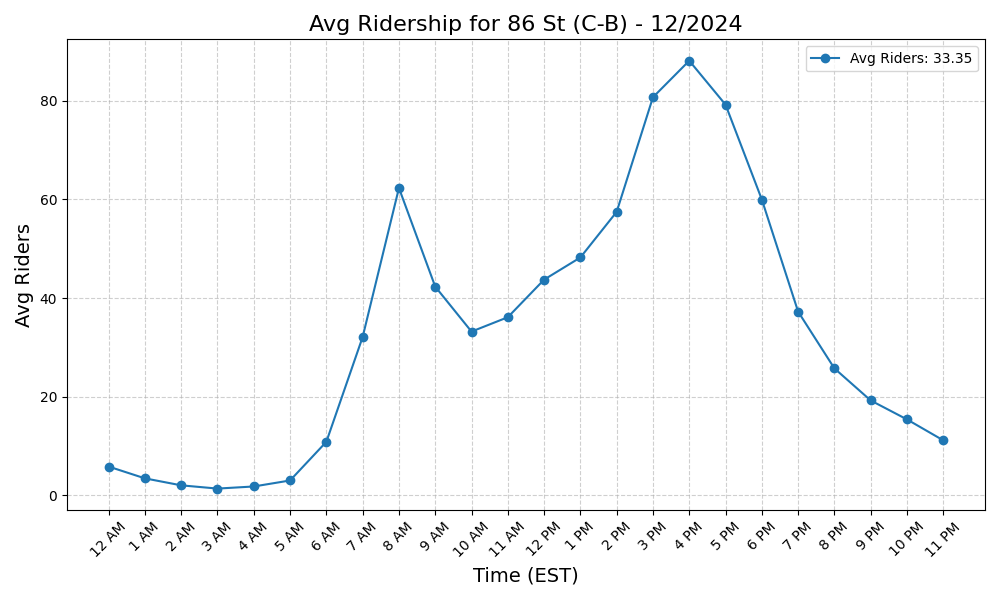 Avg Ridership for 86 St (C-B) - 12/2024
Avg Riders: 33.35
Avg Riders
80
60
40
20
0
12 AM
1 AM
2 AM
3 AM
4 AM
5 AM
6 AM
7 AM
8 AM
9 AM
10 AM
11 AM
12 PM
1 PM
2 PM
3 PM
4 PM
5 PM
6 PM
7 PM
8 PM
9 PM
10 PM
11 PM
Time (EST)